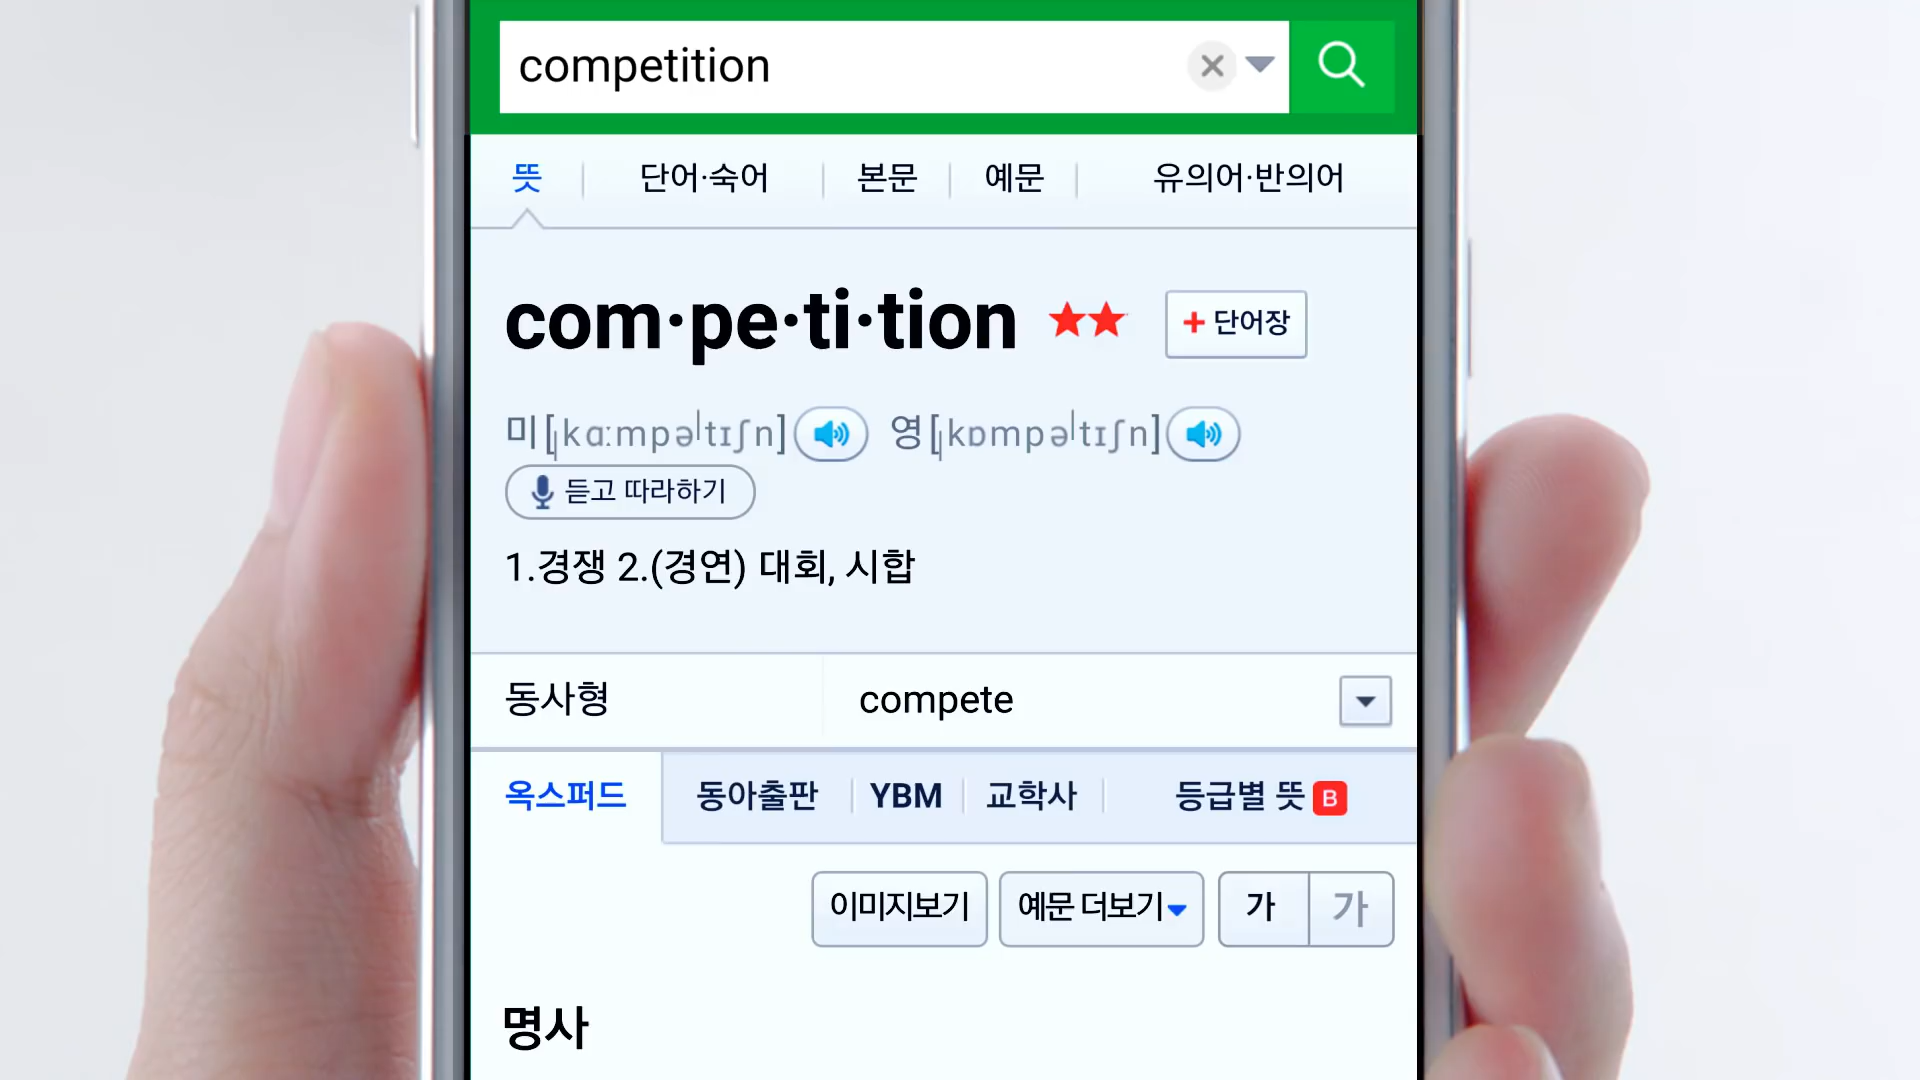 competition
뜻 단어·숙어 본문 예문 유의어·반의어
com·pe·ti·tion ★★ + 단어장
미[ˌkɑːmpəˈtɪʃn] 영[ˌkɒmpəˈtɪʃn]
듣고 따라하기
1.경쟁 2.(경연) 대회, 시합
동사형 compete
옥스퍼드 동아출판 YBM 교학사 등급별 뜻 B
이미지보기 예문 더보기 가 가
명사